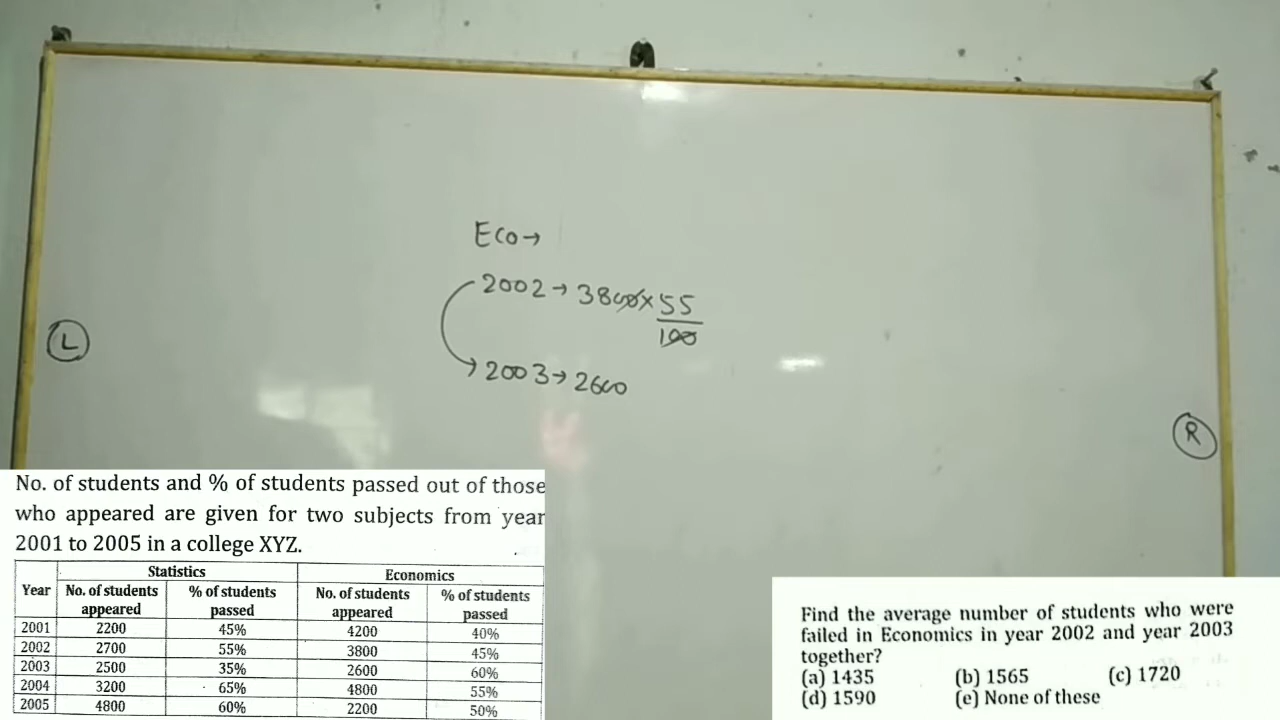 Eco→
2002→3800×55
100
2003→2600
L
R
No. of students and % of students passed out of those
who appeared are given for two subjects from year
2001 to 2005 in a college XYZ.
Statistics Economics
Year No. of students appeared % of students passed No. of students appeared % of students passed
2001 2200 45% 4200 40%
2002 2700 55% 3800 45%
2003 2500 35% 2600 60%
2004 3200 65% 4800 55%
2005 4800 60% 2200 50%
Find the average number of students who were
failed in Economics in year 2002 and year 2003
together?
(a) 1435 (b) 1565 (c) 1720
(d) 1590 (e) None of these